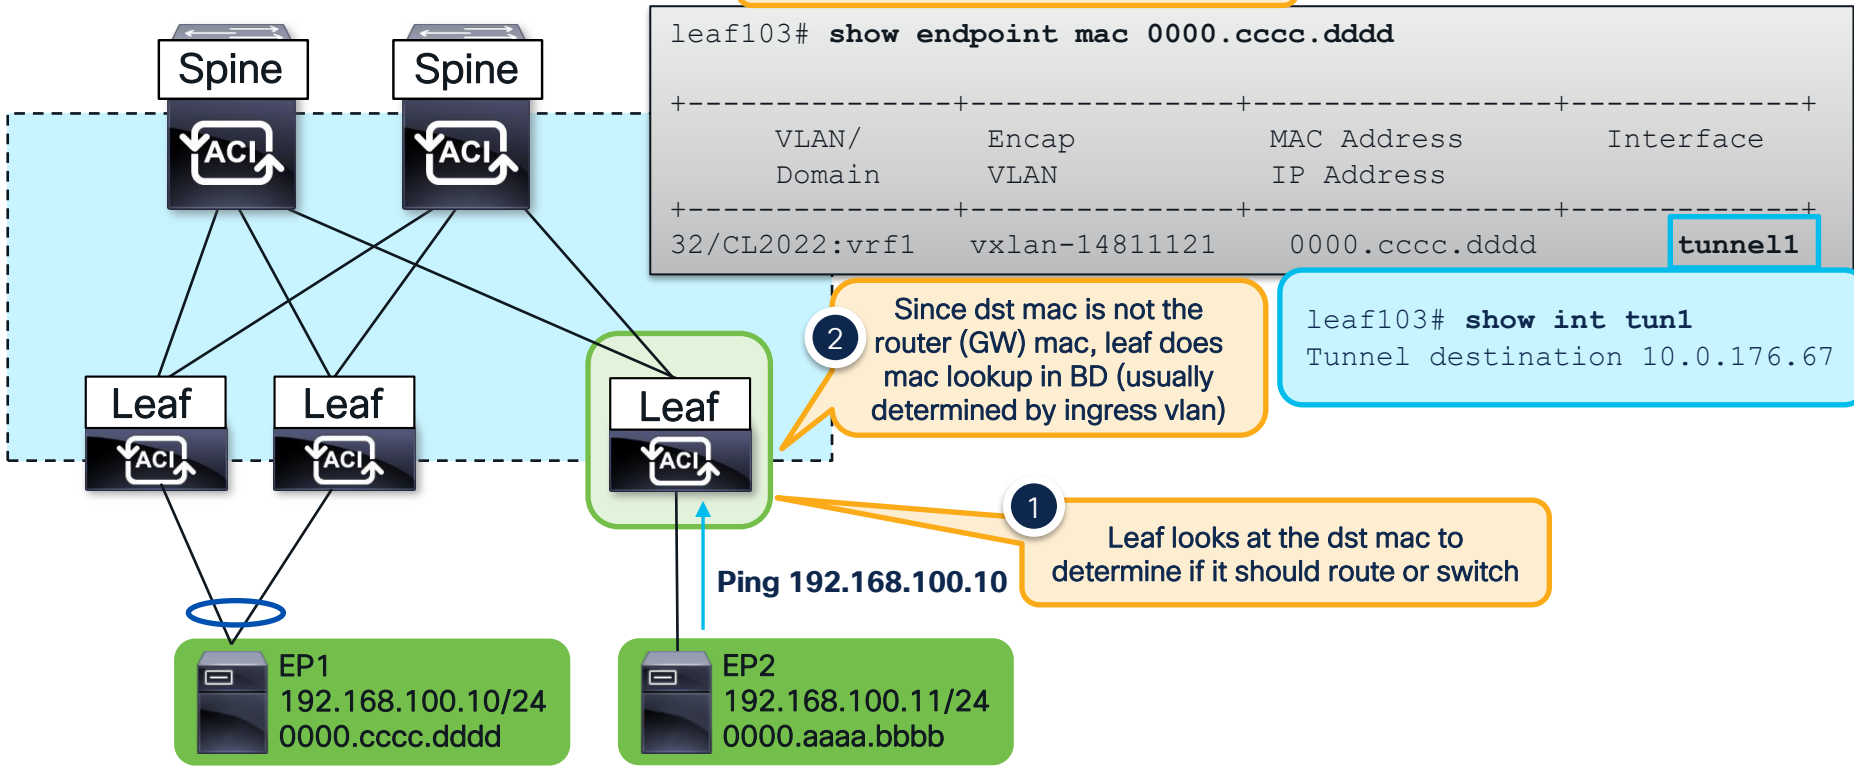 leaf103# show endpoint mac 0000.cccc.dddd
+---------------+---------------+-----------------+-------------+
VLAN/ Encap MAC Address Interface
Domain VLAN IP Address
+---------------+---------------+-----------------+-------------+
32/CL2022:vrf1 vxlan-14811121 0000.cccc.dddd tunnel1
leaf103# show int tun1
Tunnel destination 10.0.176.67
Spine
Spine
ACI
ACI
2
Since dst mac is not the
router (GW) mac, leaf does
mac lookup in BD (usually
determined by ingress vlan)
Leaf
Leaf
Leaf
ACI
ACI
ACI
1
Leaf looks at the dst mac to
determine if it should route or switch
Ping 192.168.100.10
EP1
192.168.100.10/24
0000.cccc.dddd
EP2
192.168.100.11/24
0000.aaaa.bbbb